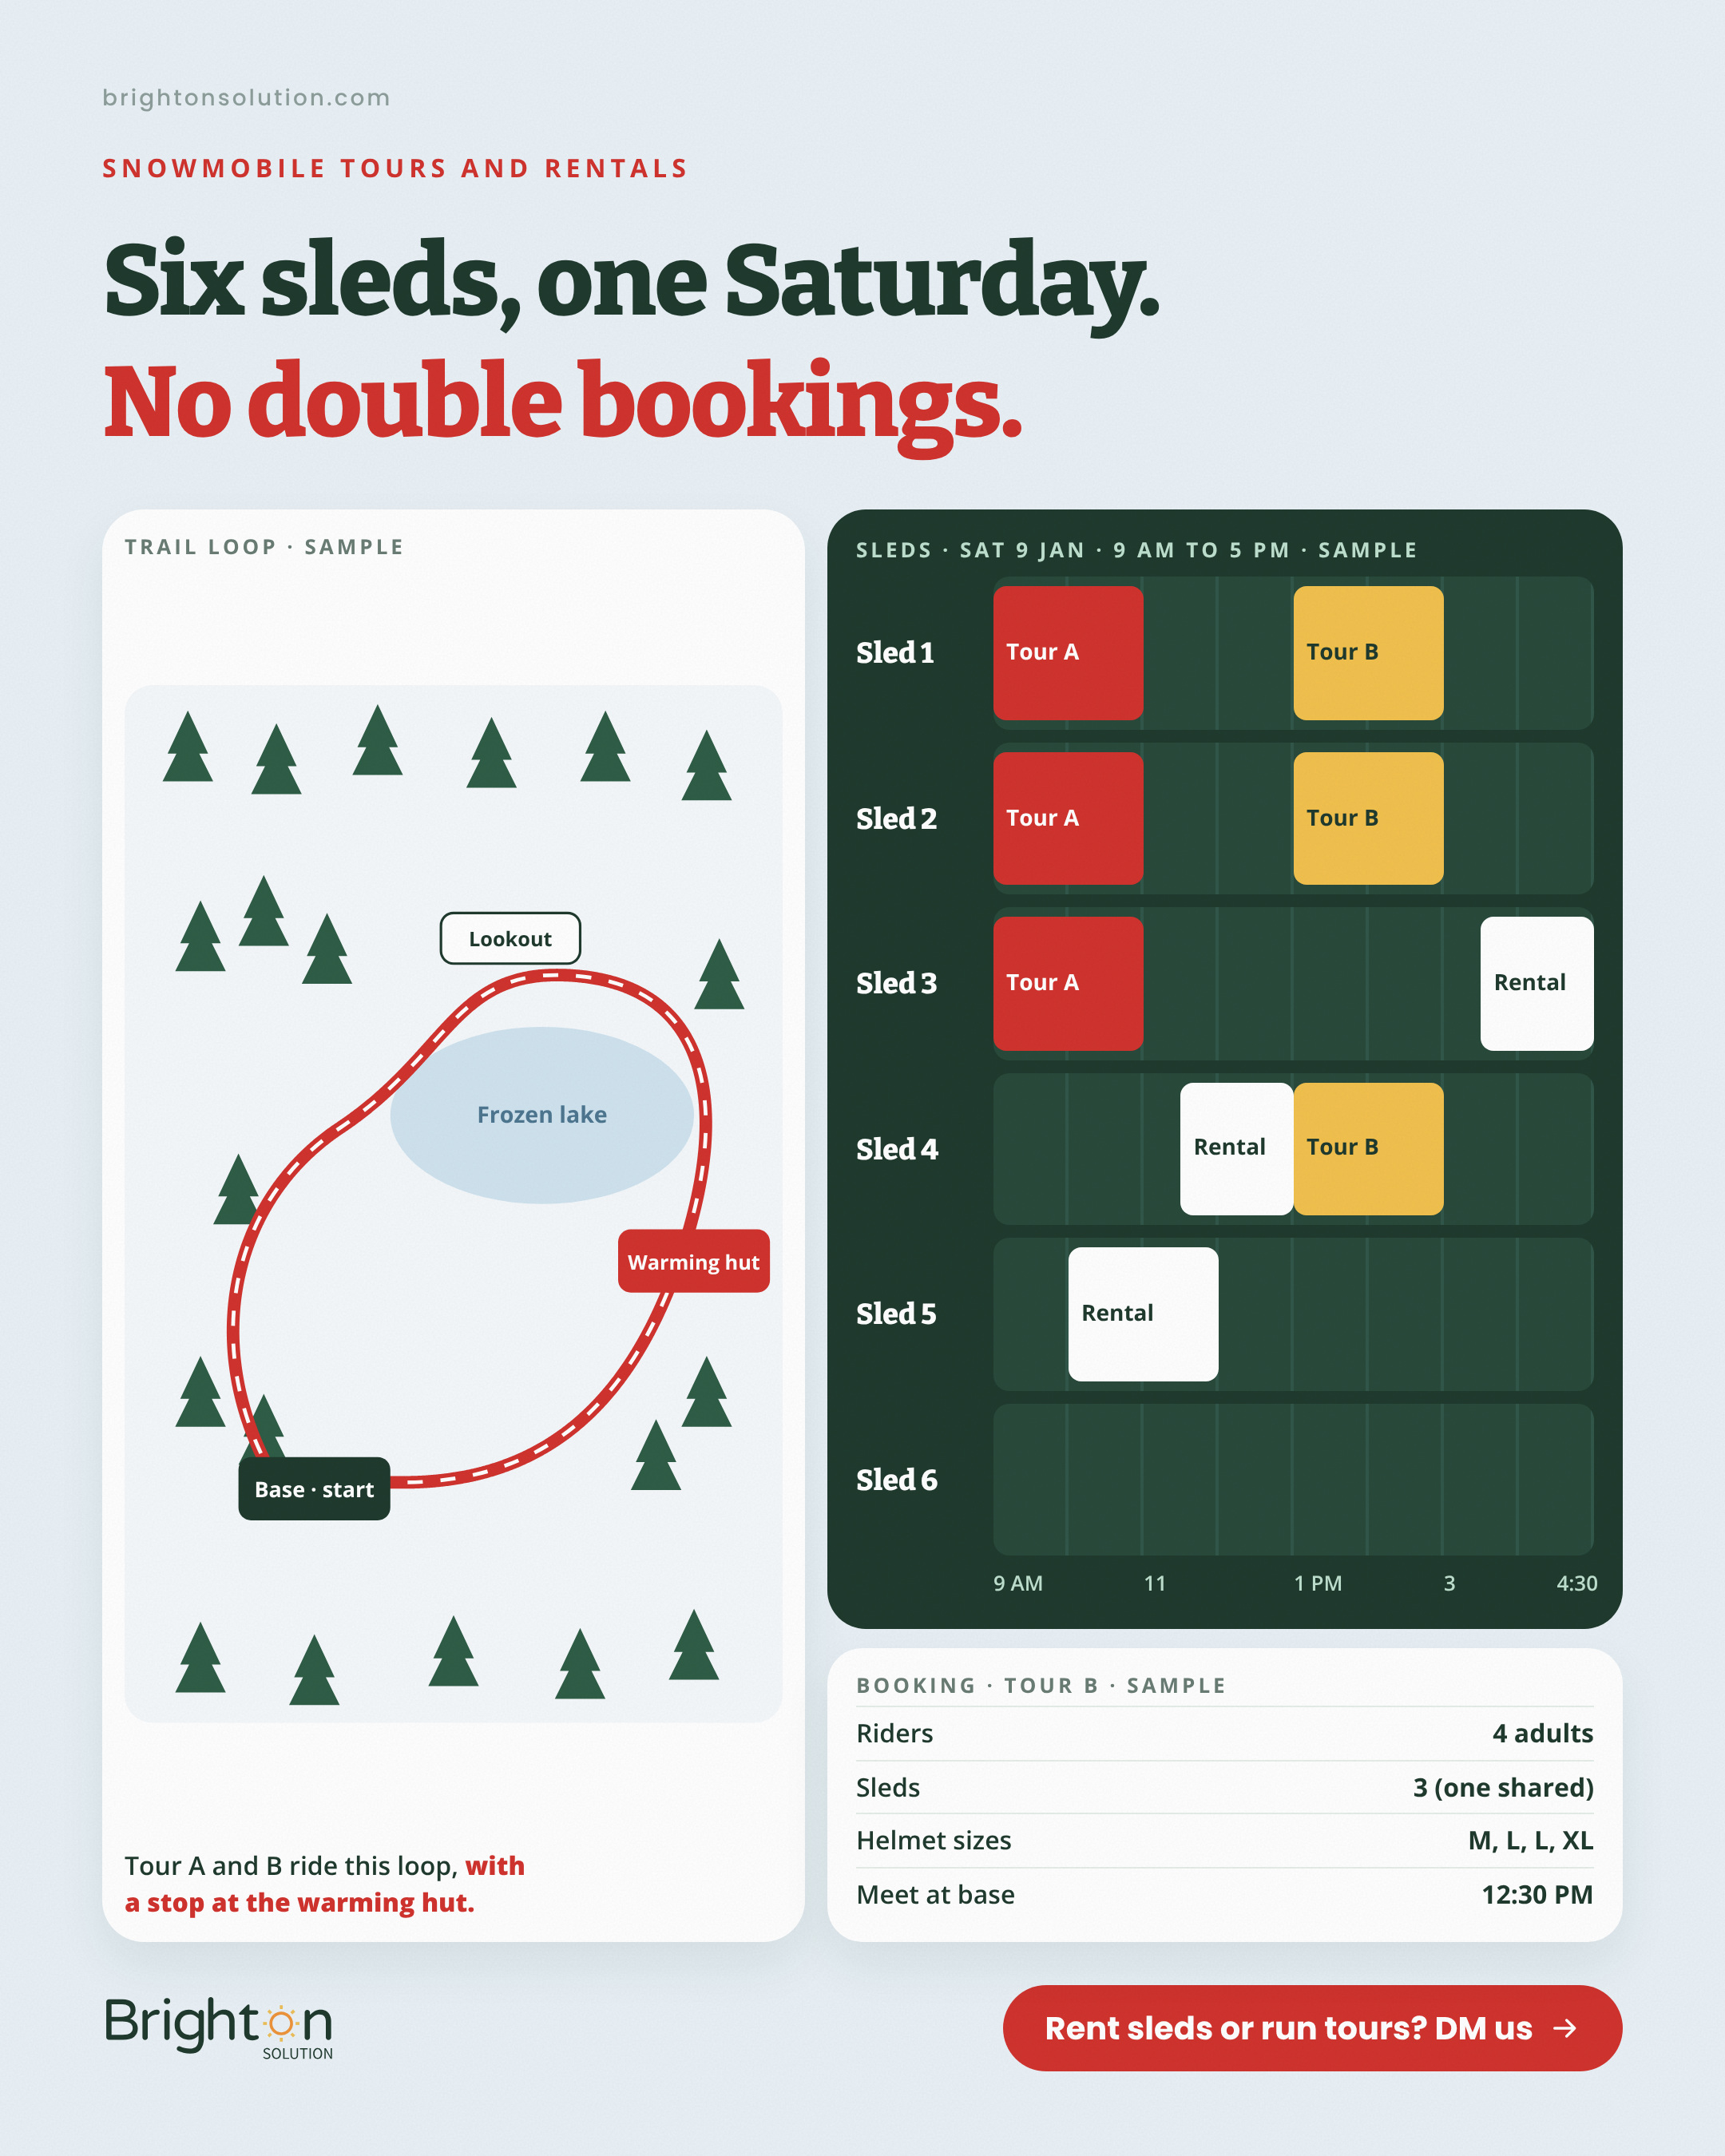 brightonsolution.com
SNOWMOBILE TOURS AND RENTALS
Six sleds, one Saturday.
No double bookings.
TRAIL LOOP · SAMPLE
Lookout
Frozen lake
Warming hut
Base · start
Tour A and B ride this loop, with
a stop at the warming hut.
SLEDS · SAT 9 JAN · 9 AM TO 5 PM · SAMPLE
Sled 1 Tour A Tour B
Sled 2 Tour A Tour B
Sled 3 Tour A Rental
Sled 4 Rental Tour B
Sled 5 Rental
Sled 6
9 AM 11 1 PM 3 4:30
BOOKING · TOUR B · SAMPLE
Riders 4 adults
Sleds 3 (one shared)
Helmet sizes M, L, L, XL
Meet at base 12:30 PM
Brighton
SOLUTION
Rent sleds or run tours? DM us →